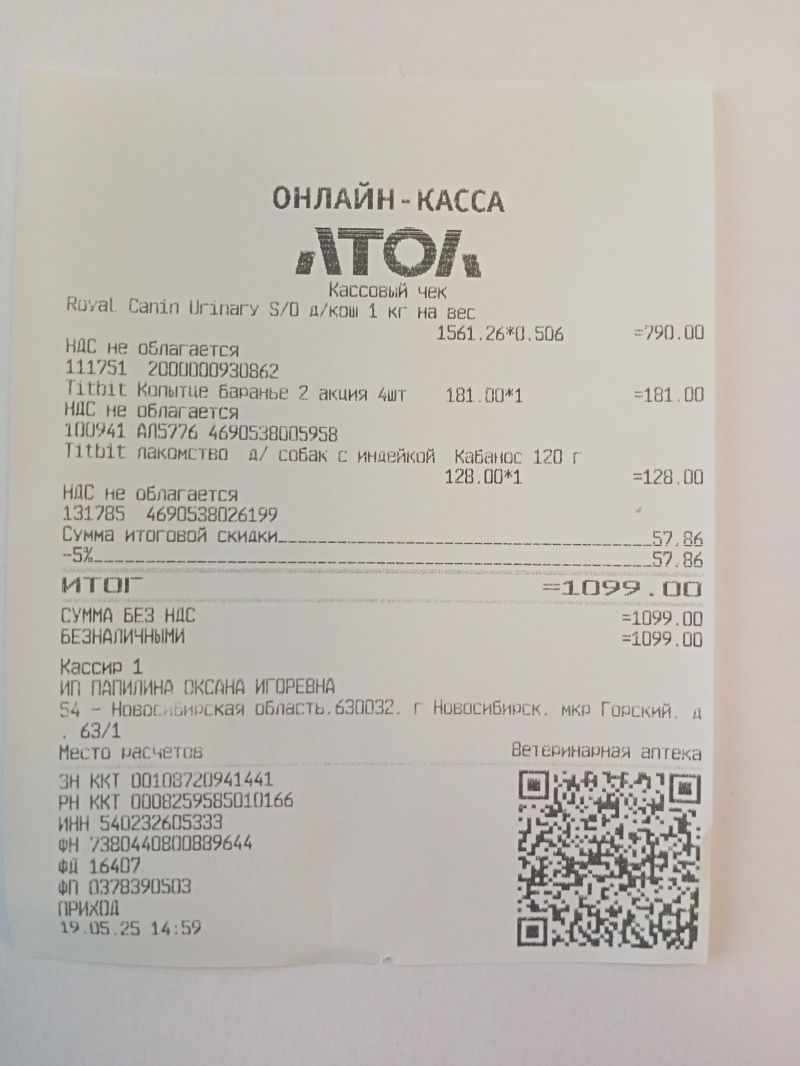 ОНЛАЙН-КАССА
АТОЛ
Кассовый чек
Royal Canin Urinary S/O д/кош 1 кг на вес
1561.26*0.506 =790.00
НДС не облагается
111751 2000000930862
Titbit Копытце баранье 2 акция 4шт 181.00*1 =181.00
НДС не облагается
100941 АЛ5776 4690538005958
Titbit лакомство д/ собак с индейкой Кабанос 120 г
128.00*1 =128.00
НДС не облагается
131785 4690538026199
Сумма итоговой скидки 57.86
-5% 57.86
ИТОГ =1099.00
СУММА БЕЗ НДС =1099.00
БЕЗНАЛИЧНЫМИ =1099.00
Кассир 1
ИП ПАПИЛИНА ОКСАНА ИГОРЕВНА
54 - Новосибирская область.630032. г Новосибирск. мкр Горский. д
. 63/1
Место расчетов Ветеринарная аптека
ЗН ККТ 00108720941441
РН ККТ 0008259585010166
ИНН 540232605333
ФН 7380440800889644
ФД 16407
ФП 0378390503
ПРИХОД
19.05.25 14:59